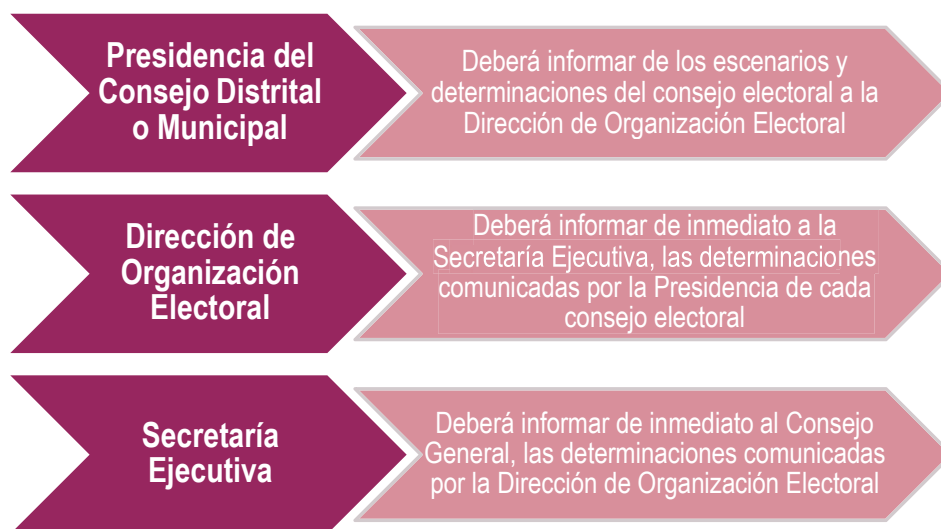 Presidencia del
Consejo Distrital
o Municipal
Deberá informar de los escenarios y
determinaciones del consejo electoral a la
Dirección de Organización Electoral
Dirección de
Organización
Electoral
Deberá informar de inmediato a la
Secretaría Ejecutiva, las determinaciones
comunicadas por la Presidencia de cada
consejo electoral
Secretaría
Ejecutiva
Deberá informar de inmediato al Consejo
General, las determinaciones comunicadas
por la Dirección de Organización Electoral